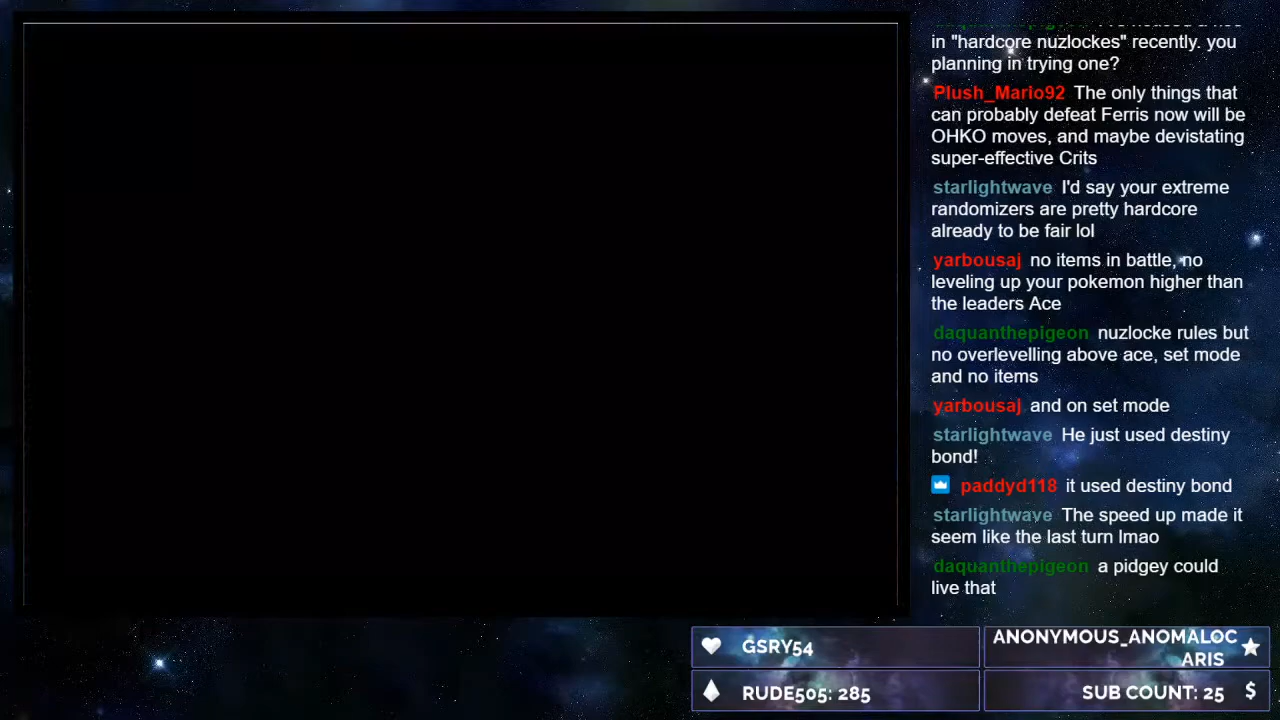 in "hardcore nuzlockes" recently. you
planning in trying one?
Plush_Mario92 The only things that
can probably defeat Ferris now will be
OHKO moves, and maybe devistating
super-effective Crits
starlightwave I'd say your extreme
randomizers are pretty hardcore
already to be fair lol
yarbousaj no items in battle, no
leveling up your pokemon higher than
the leaders Ace
daquanthepigeon nuzlocke rules but
no overlevelling above ace, set mode
and no items
yarbousaj and on set mode
starlightwave He just used destiny
bond!
paddyd118 it used destiny bond
starlightwave The speed up made it
seem like the last turn lmao
daquanthepigeon a pidgey could
live that
GSRY54
ANONYMOUS_ANOMALOC
ARIS
RUDE505: 285
SUB COUNT: 25 $